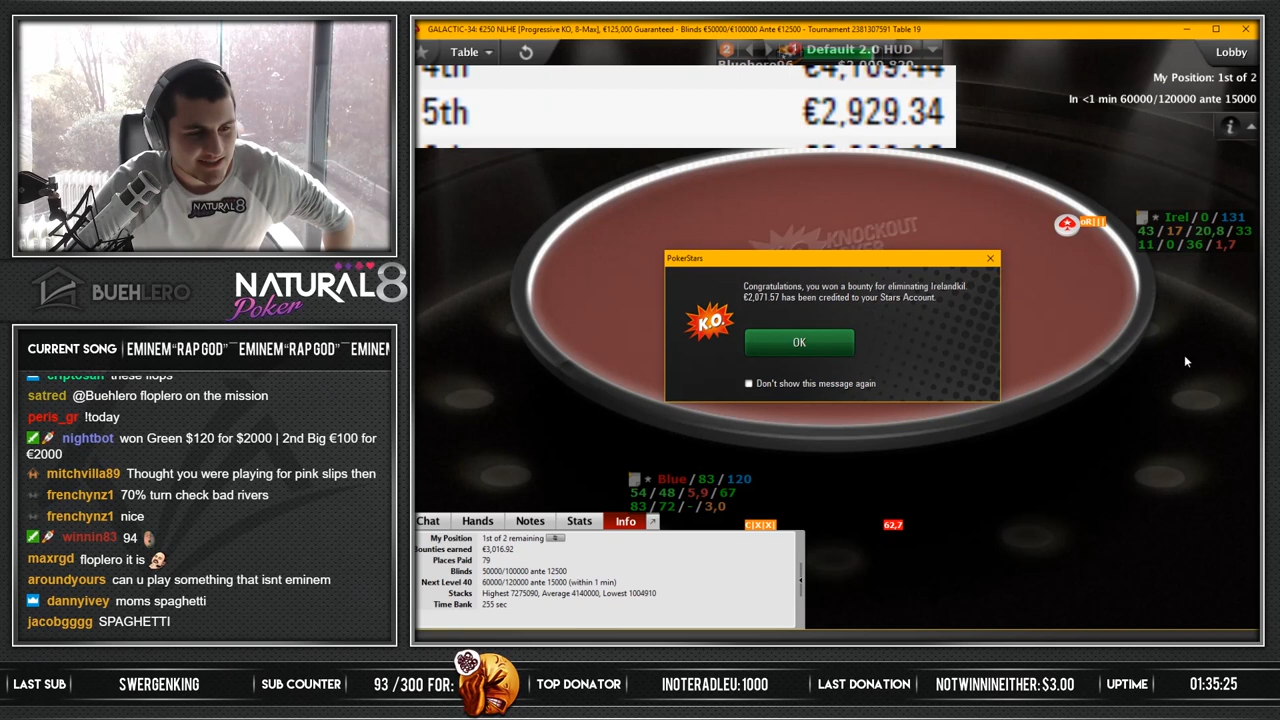 GALACTIC-34: €250 NLHE [Progressive KO, 8-Max], €125,000 Guaranteed - Blinds €50000/€100000 Ante €12500 - Tournament 2381307591 Table 19
Table
2
1
Default 2.0 HUD
Lobby
5th €2,929.34
My Position: 1st of 2
In <1 min 60000/120000 ante 15000
NATURAL8
KNOCKOUT
oR|||
Irel / 0 / 131
43 / 17 / 20,8 / 33
11 / 0 / 36 / 1,7
PokerStars
Congratulations, you won a bounty for eliminating Irelandkil.
€2,071.57 has been credited to your Stars Account.
K.O.
OK
Don't show this message again
BUEHLERO
NATURAL8
Poker
CURRENT SONG EMINEM "RAP GOD" EMINEM "RAP GOD" EMINEM
these flops
satred @Buehlero floplero on the mission
peris_gr !today
nightbot won Green $120 for $2000 | 2nd Big €100 for
€2000
mitchvilla89 Thought you were playing for pink slips then
frenchynz1 70% turn check bad rivers
frenchynz1 nice
winnin83 94
maxrgd floplero it is
aroundyours can u play something that isnt eminem
dannyivey moms spaghetti
jacobgggg SPAGHETTI
Blue / 83 / 120
54 / 48 / 5,9 / 67
83 / 72 / - / 3,0
C|X|X|
62,7
Chat Hands Notes Stats Info
My Position 1st of 2 remaining
Bounties earned €3,016.92
Places Paid 79
Blinds 50000/100000 ante 12500
Next Level 40 60000/120000 ante 15000 (within 1 min)
Stacks Highest 7275090, Average 4140000, Lowest 1004910
Time Bank 255 sec
LAST SUB SWERGENKING SUB COUNTER 93 /300 FOR: TOP DONATOR INOTERADLEU: 1000 LAST DONATION NOTWINNINEITHER: $3.00 UPTIME 01:35:25